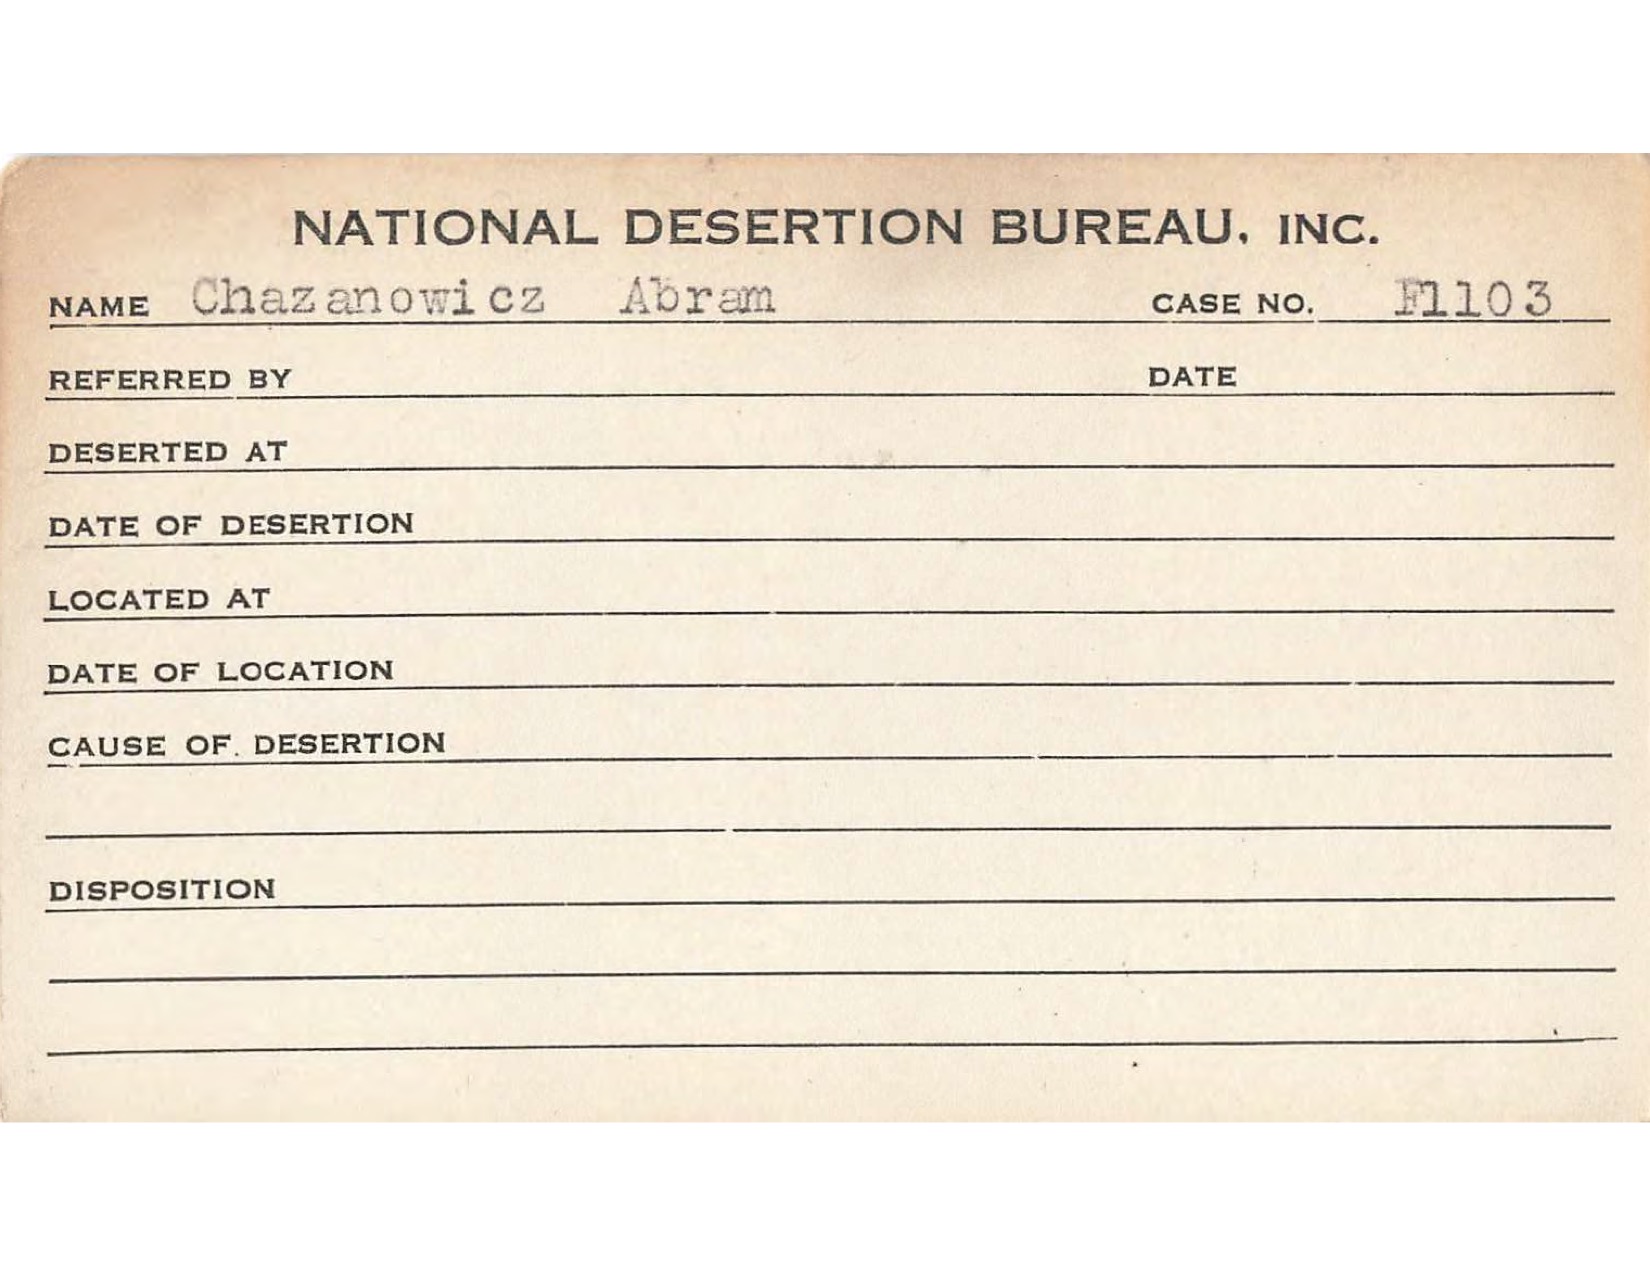 NATIONAL DESERTION BUREAU, INC.
NAME Chazanowicz Abram CASE NO. F1103
REFERRED BY DATE
DESERTED AT
DATE OF DESERTION
LOCATED AT
DATE OF LOCATION
CAUSE OF DESERTION
DISPOSITION